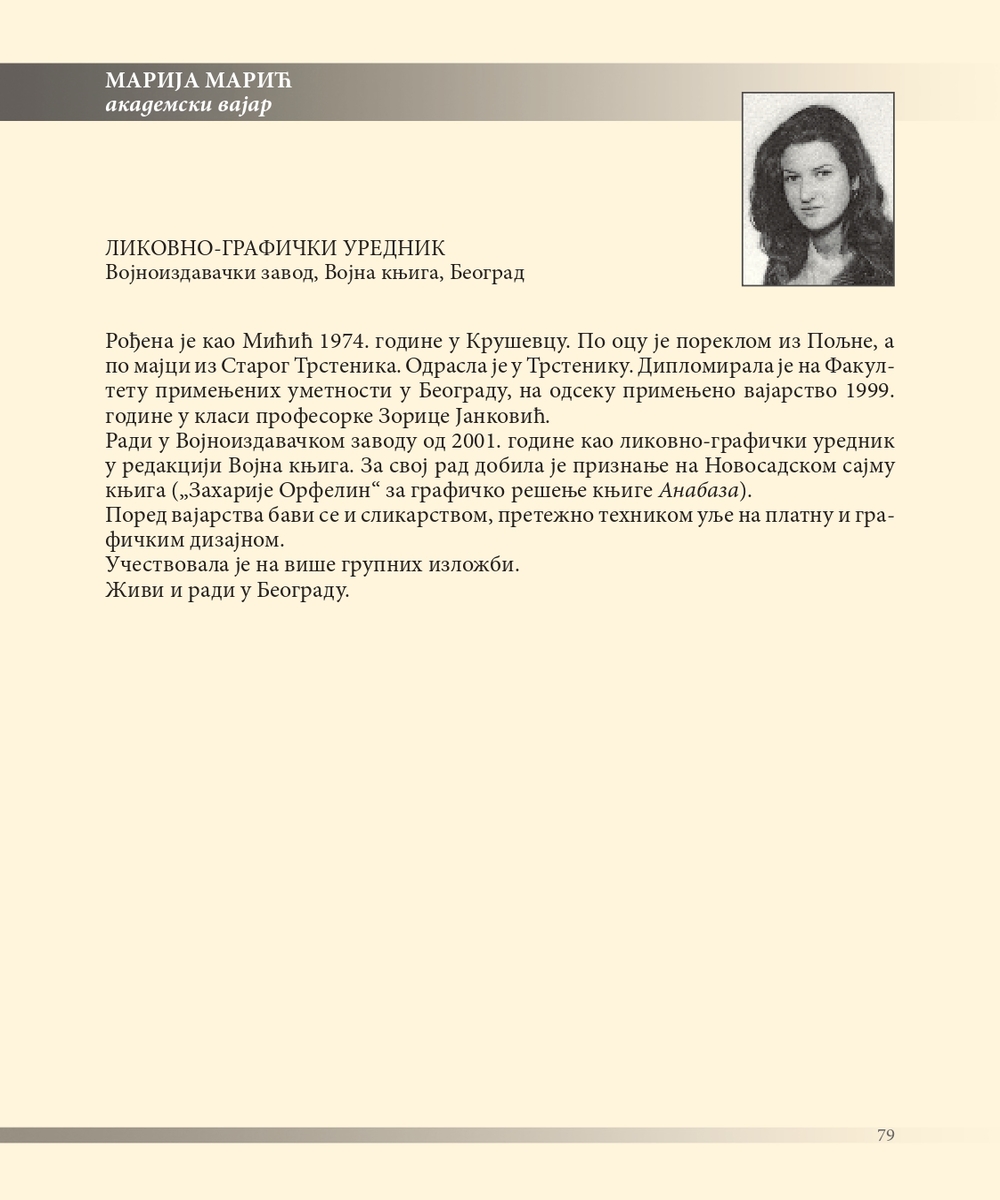 МАРИЈА МАРИЋ
академски вајар
ЛИКОВНО-ГРАФИЧКИ УРЕДНИК
Војноиздавачки завод, Војна књига, Београд
Рођена је као Мићић 1974. године у Крушевцу. По оцу је пореклом из Пољне, а
по мајци из Старог Трстеника. Одрасла је у Трстенику. Дипломирала је на Факул-
тету примењених уметности у Београду, на одсеку примењено вајарство 1999.
године у класи професорке Зорице Јанковић.
Ради у Војноиздавачком заводу од 2001. године као ликовно-графички уредник
у редакцији Војна књига. За свој рад добила је признање на Новосадском сајму
књига („Захарије Орфелин“ за графичко решење књиге Анабаза).
Поред вајарства бави се и сликарством, претежно техником уље на платну и гра-
фичким дизајном.
Учествовала је на више групних изложби.
Живи и ради у Београду.
79